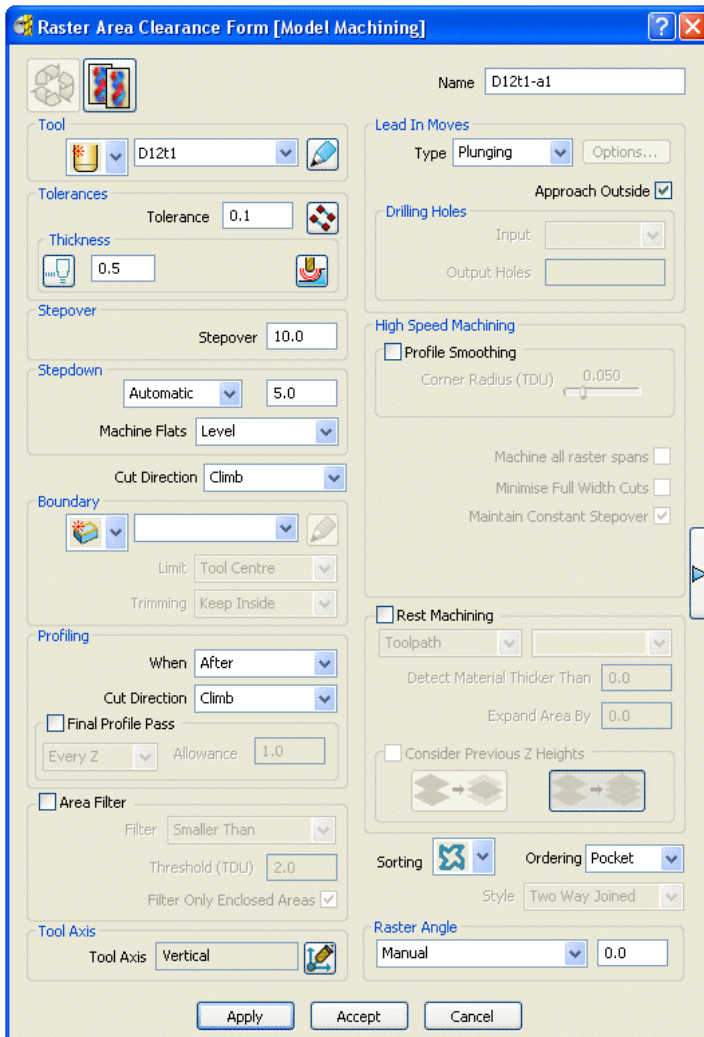 Raster Area Clearance Form [Model Machining]
Name D12t1-a1
Tool
D12t1
Tolerances
Tolerance 0.1
Thickness
0.5
Stepover
Stepover 10.0
Stepdown
Automatic 5.0
Machine Flats Level
Cut Direction Climb
Boundary
Limit Tool Centre
Trimming Keep Inside
Profiling
When After
Cut Direction Climb
Final Profile Pass
Every Z Allowance 1.0
Area Filter
Filter Smaller Than
Threshold (TDU) 2.0
Filter Only Enclosed Areas
Tool Axis
Tool Axis Vertical
Lead In Moves
Type Plunging Options...
Approach Outside
Drilling Holes
Input
Output Holes
High Speed Machining
Profile Smoothing
Corner Radius (TDU) 0.050
Machine all raster spans
Minimise Full Width Cuts
Maintain Constant Stepover
Rest Machining
Toolpath
Detect Material Thicker Than 0.0
Expand Area By 0.0
Consider Previous Z Heights
Sorting Ordering Pocket
Style Two Way Joined
Raster Angle
Manual 0.0
Apply Accept Cancel